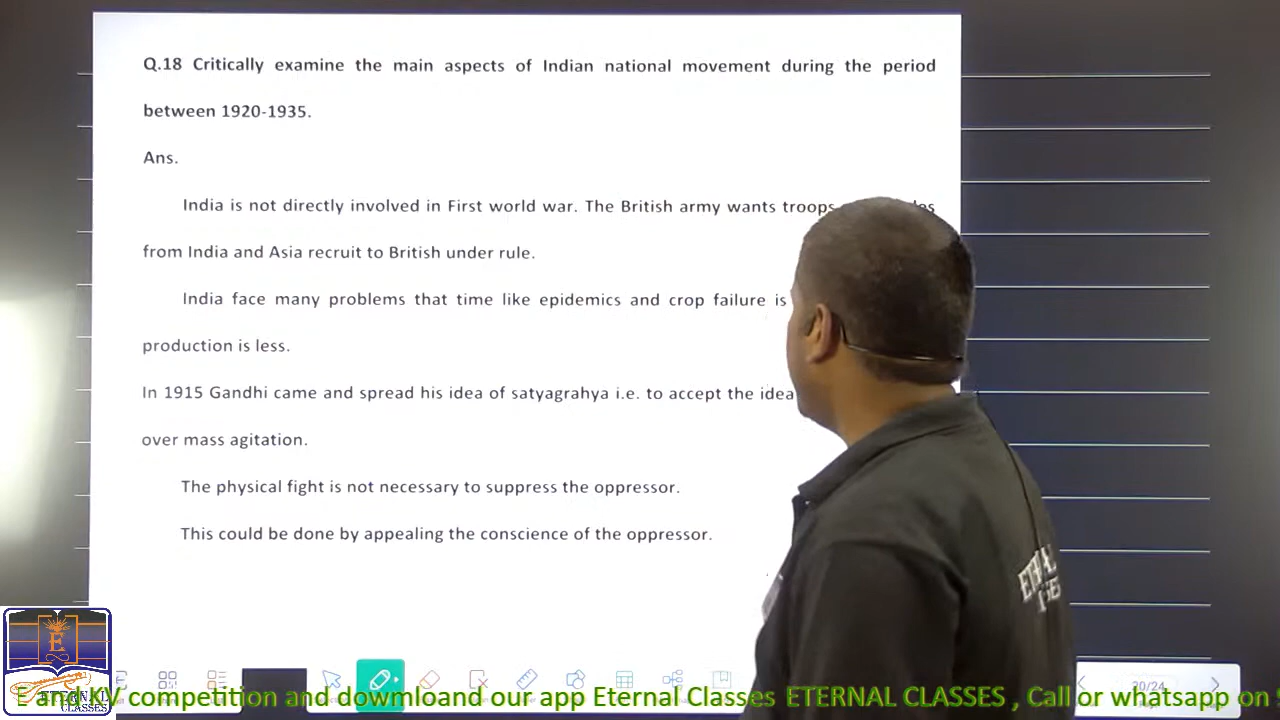 Q.18 Critically examine the main aspects of Indian national movement during the period
between 1920-1935.
Ans.
India is not directly involved in First world war. The British army wants troops
from India and Asia recruit to British under rule.
India face many problems that time like epidemics and crop failure is
production is less.
In 1915 Gandhi came and spread his idea of satyagrahya i.e. to accept the idea
over mass agitation.
The physical fight is not necessary to suppress the oppressor.
This could be done by appealing the conscience of the oppressor.
E
ETERNAL
CLASSES
20/24
and KV competition and dowmloand our app Eternal Classes ETERNAL CLASSES , Call or whatsapp on